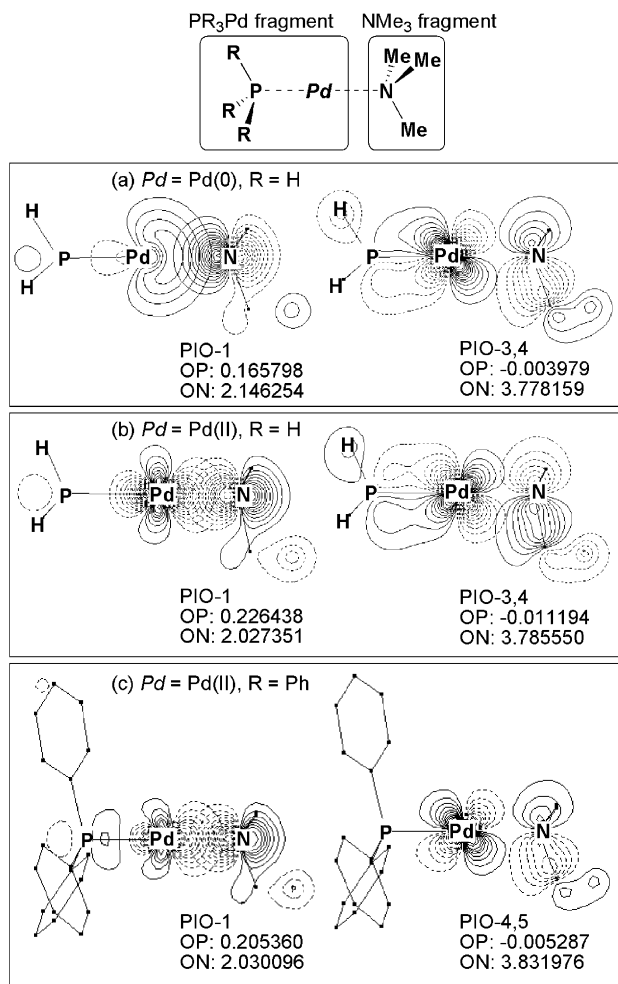 PR₃Pd fragment NMe₃ fragment
R Me Me
P Pd N
R
R Me
(a) Pd = Pd(0), R = H
H H
P Pd N P Pd N
H H
PIO-1 PIO-3,4
OP: 0.165798 OP: -0.003979
ON: 2.146254 ON: 3.778159
(b) Pd = Pd(II), R = H
H H
P Pd N P Pd N
H H
PIO-1 PIO-3,4
OP: 0.226438 OP: -0.011194
ON: 2.027351 ON: 3.785550
(c) Pd = Pd(II), R = Ph
P Pd N P Pd N
PIO-1 PIO-4,5
OP: 0.205360 OP: -0.005287
ON: 2.030096 ON: 3.831976